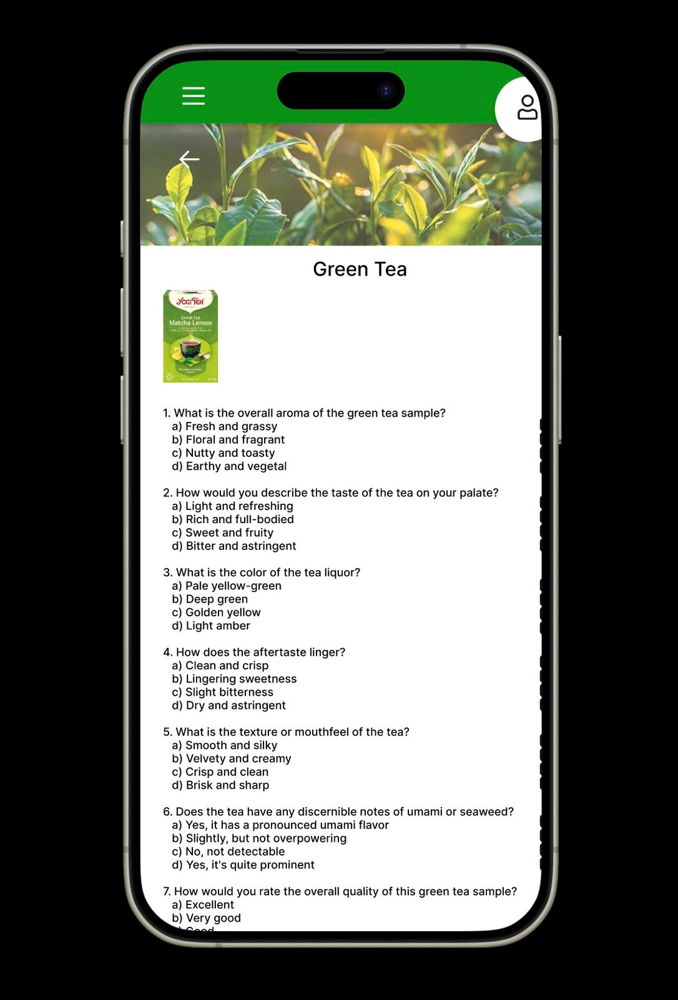 Green Tea
YOGI TEA
Green Tea
Matcha Lemon
1. What is the overall aroma of the green tea sample?
a) Fresh and grassy
b) Floral and fragrant
c) Nutty and toasty
d) Earthy and vegetal
2. How would you describe the taste of the tea on your palate?
a) Light and refreshing
b) Rich and full-bodied
c) Sweet and fruity
d) Bitter and astringent
3. What is the color of the tea liquor?
a) Pale yellow-green
b) Deep green
c) Golden yellow
d) Light amber
4. How does the aftertaste linger?
a) Clean and crisp
b) Lingering sweetness
c) Slight bitterness
d) Dry and astringent
5. What is the texture or mouthfeel of the tea?
a) Smooth and silky
b) Velvety and creamy
c) Crisp and clean
d) Brisk and sharp
6. Does the tea have any discernible notes of umami or seaweed?
a) Yes, it has a pronounced umami flavor
b) Slightly, but not overpowering
c) No, not detectable
d) Yes, it's quite prominent
7. How would you rate the overall quality of this green tea sample?
a) Excellent
b) Very good
Good